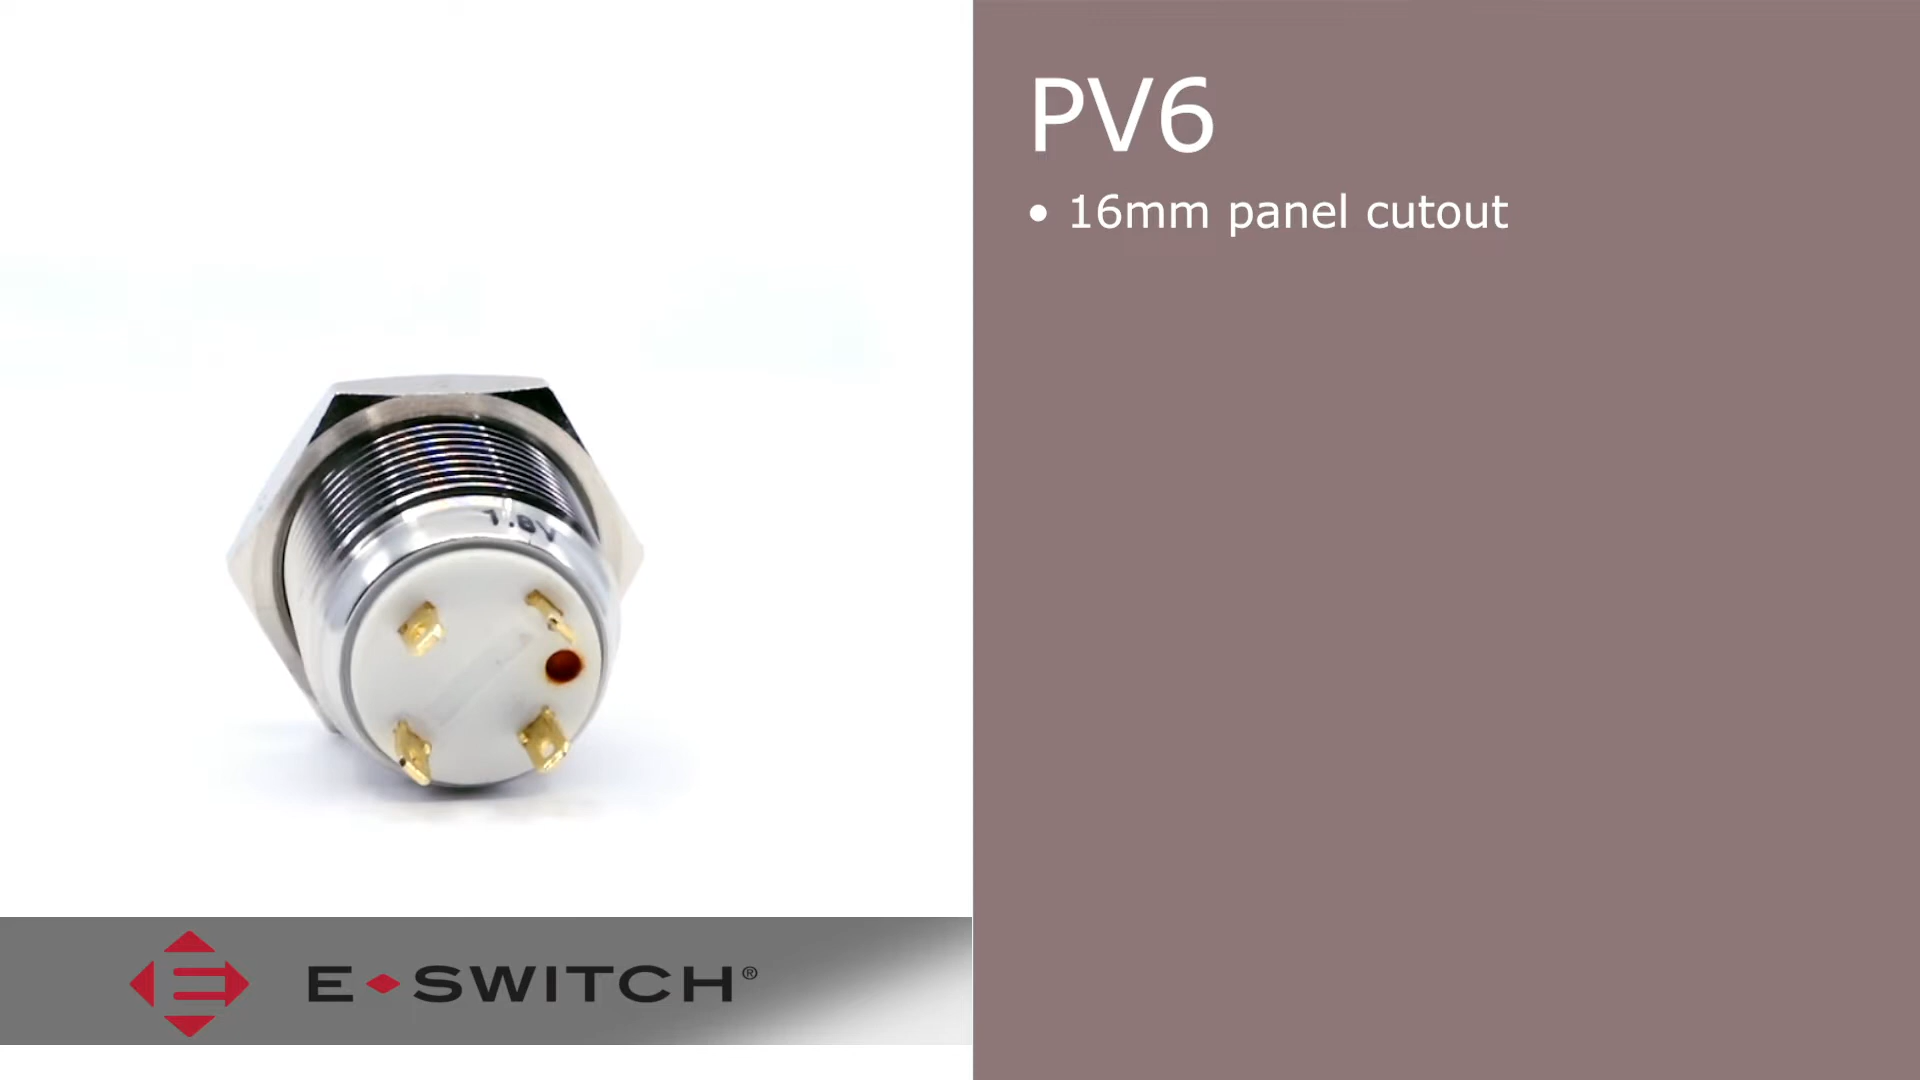 PV6
• 16mm panel cutout
E SWITCH®